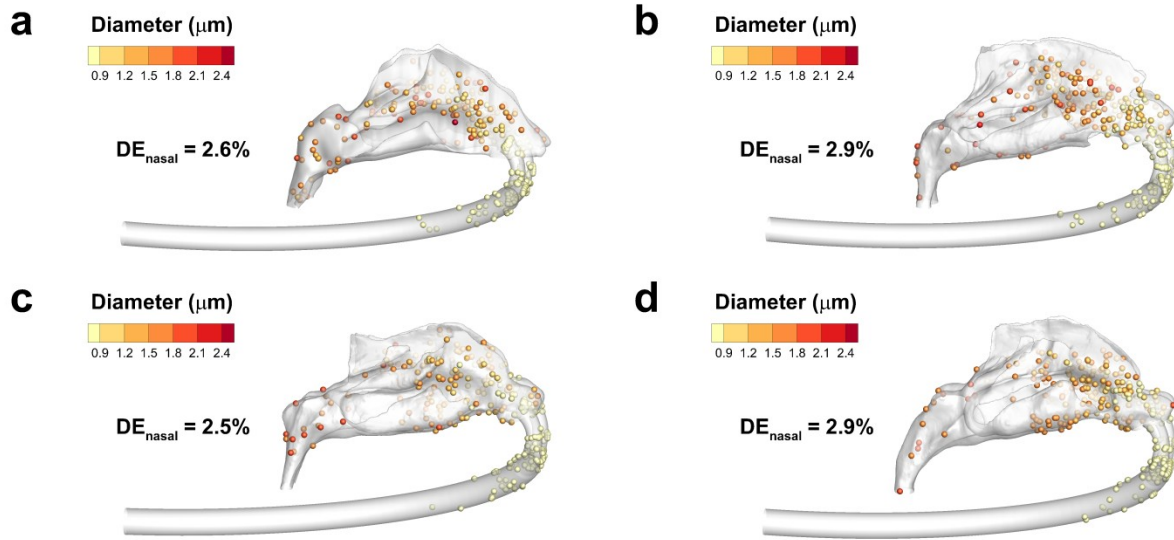 a
Diameter (μm)
0.9 1.2 1.5 1.8 2.1 2.4
DEnasal = 2.6%
b
Diameter (μm)
0.9 1.2 1.5 1.8 2.1 2.4
DEnasal = 2.9%
c
Diameter (μm)
0.9 1.2 1.5 1.8 2.1 2.4
DEnasal = 2.5%
d
Diameter (μm)
0.9 1.2 1.5 1.8 2.1 2.4
DEnasal = 2.9%